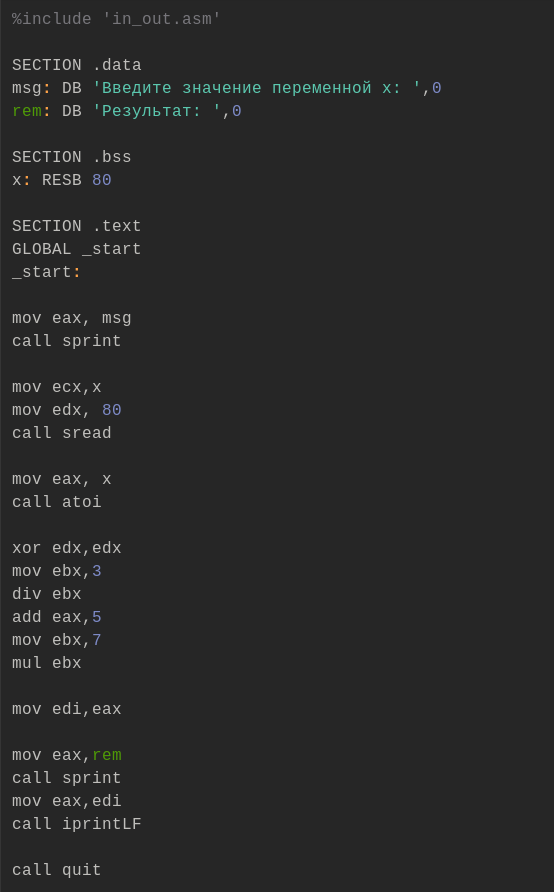 %include 'in_out.asm'
SECTION .data
msg: DB 'Введите значение переменной x: ',0
rem: DB 'Результат: ',0
SECTION .bss
x: RESB 80
SECTION .text
GLOBAL _start
_start:
mov eax, msg
call sprint
mov ecx,x
mov edx, 80
call sread
mov eax, x
call atoi
xor edx,edx
mov ebx,3
div ebx
add eax,5
mov ebx,7
mul ebx
mov edi,eax
mov eax,rem
call sprint
mov eax,edi
call iprintLF
call quit